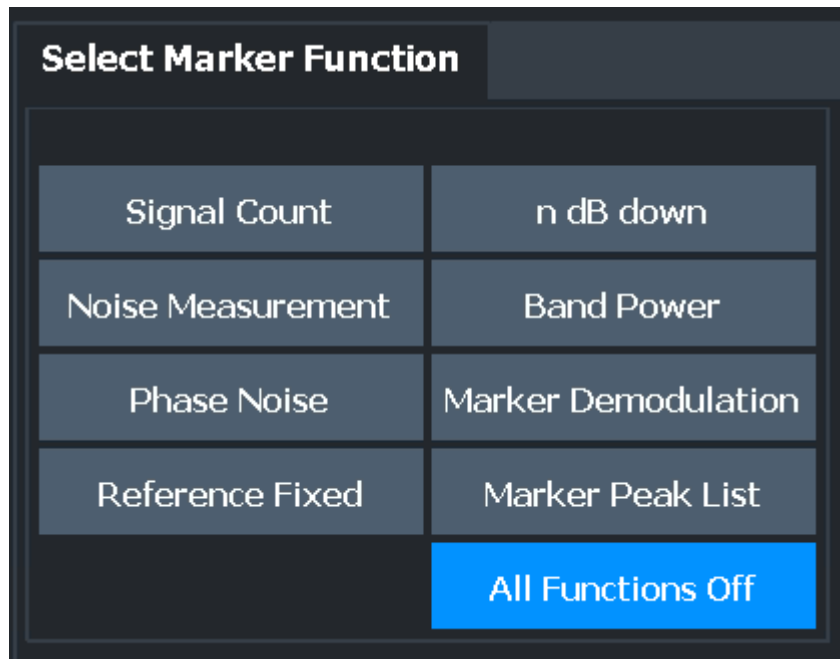 Select Marker Function
Signal Count
n dB down
Noise Measurement
Band Power
Phase Noise
Marker Demodulation
Reference Fixed
Marker Peak List
All Functions Off